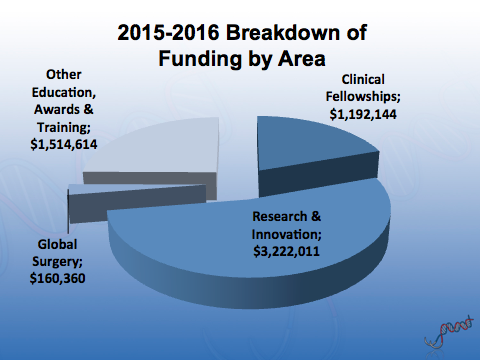 2015-2016 Breakdown of
Funding by Area
Other
Education,
Awards &
Training;
$1,514,614
Clinical
Fellowships;
$1,192,144
Research &
Innovation;
$3,222,011
Global
Surgery;
$160,360